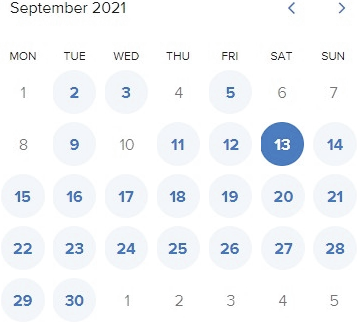 September 2021
MON TUE WED THU FRI SAT SUN
1 2 3 4 5 6 7
8 9 10 11 12 13 14
15 16 17 18 19 20 21
22 23 24 25 26 27 28
29 30 1 2 3 4 5